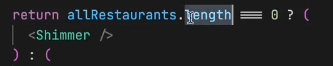 return allRestaurants.length === 0 ? (
<Shimmer />
) : (